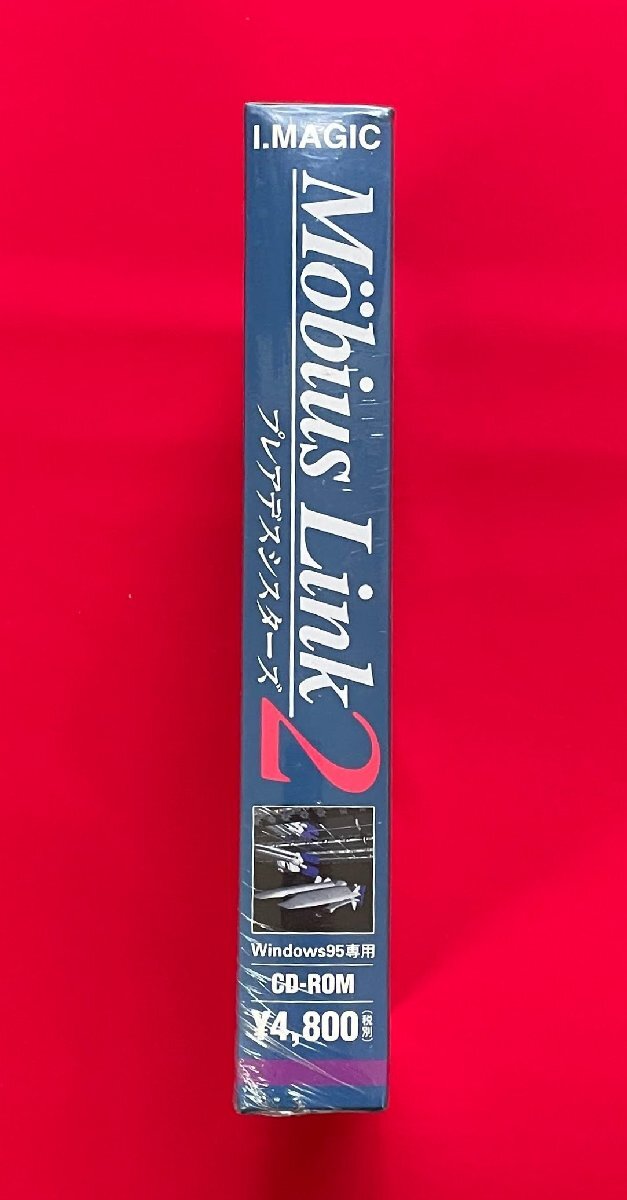 I.MAGIC
Möbius Link 2
プレアデスシスターズ
Windows95専用
CD-ROM
¥4,800(税別)